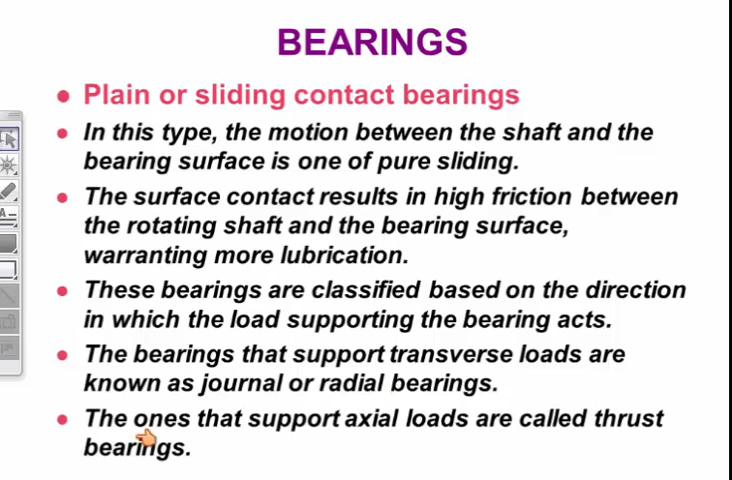 BEARINGS
Plain or sliding contact bearings
In this type, the motion between the shaft and the
bearing surface is one of pure sliding.
The surface contact results in high friction between
the rotating shaft and the bearing surface,
warranting more lubrication.
These bearings are classified based on the direction
in which the load supporting the bearing acts.
The bearings that support transverse loads are
known as journal or radial bearings.
The ones that support axial loads are called thrust
bearings.